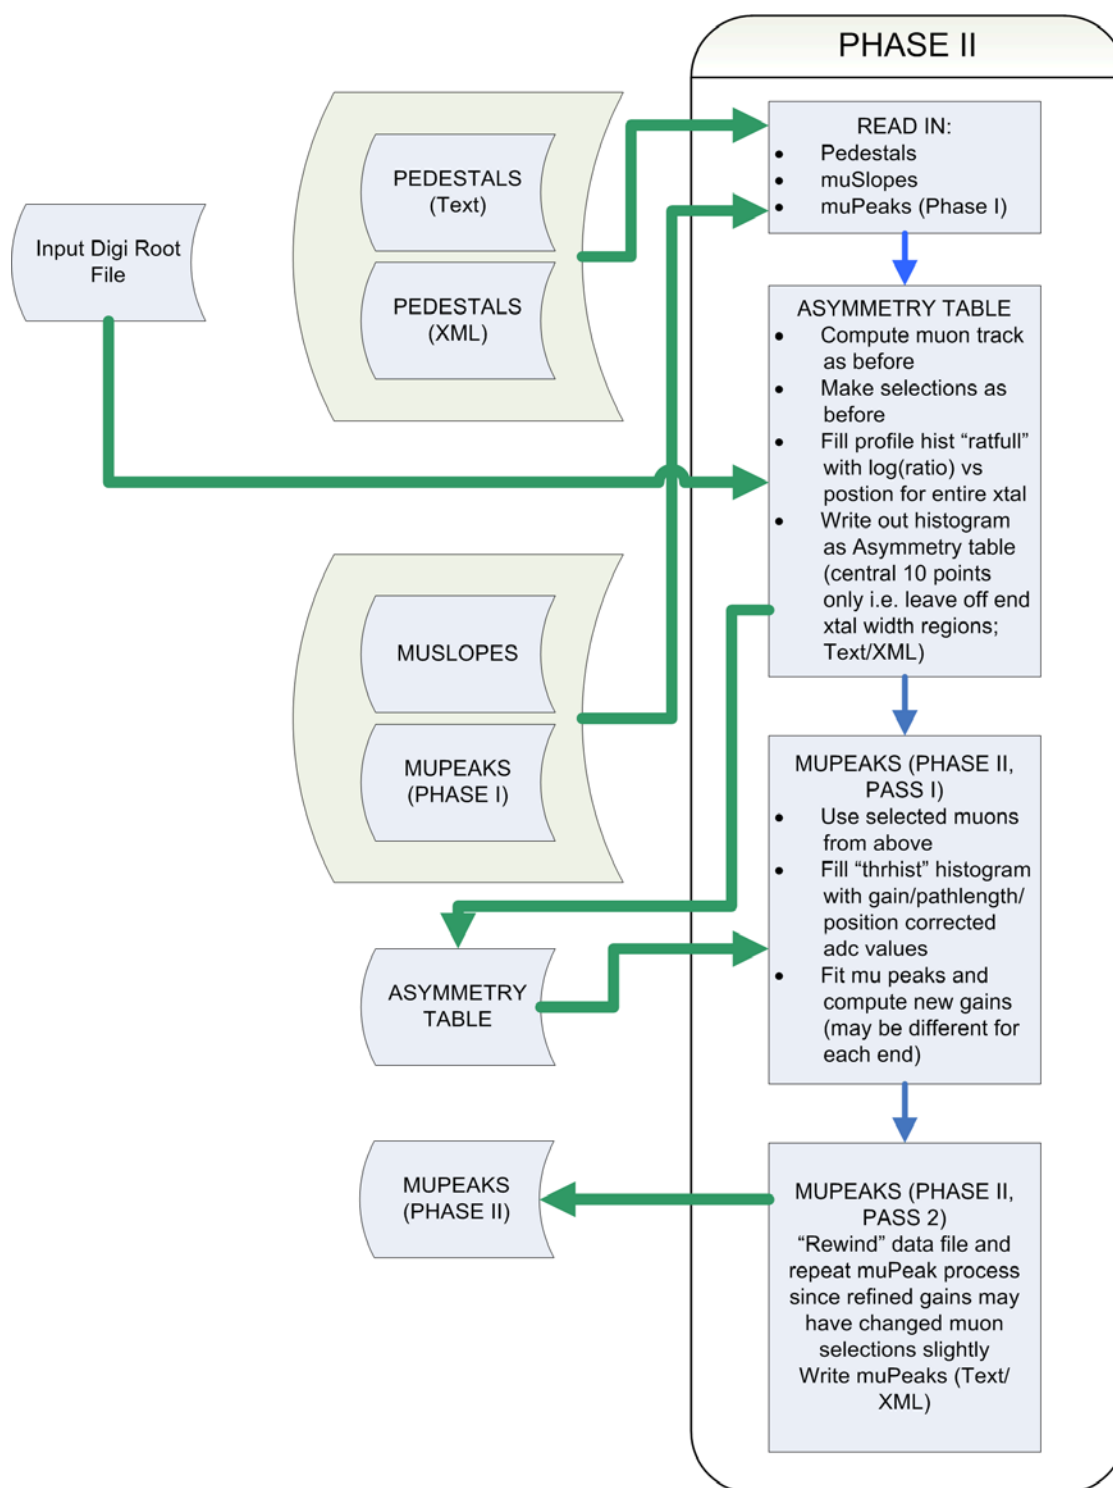 PHASE II
READ IN:
• Pedestals
• muSlopes
• muPeaks (Phase I)
PEDESTALS
(Text)
PEDESTALS
(XML)
Input Digi Root
File
ASYMMETRY TABLE
• Compute muon track
as before
• Make selections as
before
• Fill profile hist “ratfull”
with log(ratio) vs
postion for entire xtal
• Write out histogram
as Asymmetry table
(central 10 points
only i.e. leave off end
xtal width regions;
Text/XML)
MUSLOPES
MUPEAKS
(PHASE I)
MUPEAKS (PHASE II,
PASS I)
• Use selected muons
from above
• Fill “thrhist” histogram
with gain/pathlength/
position corrected
adc values
• Fit mu peaks and
compute new gains
(may be different for
each end)
ASYMMETRY
TABLE
MUPEAKS
(PHASE II)
MUPEAKS (PHASE II,
PASS 2)
“Rewind” data file and
repeat muPeak process
since refined gains may
have changed muon
selections slightly
Write muPeaks (Text/
XML)